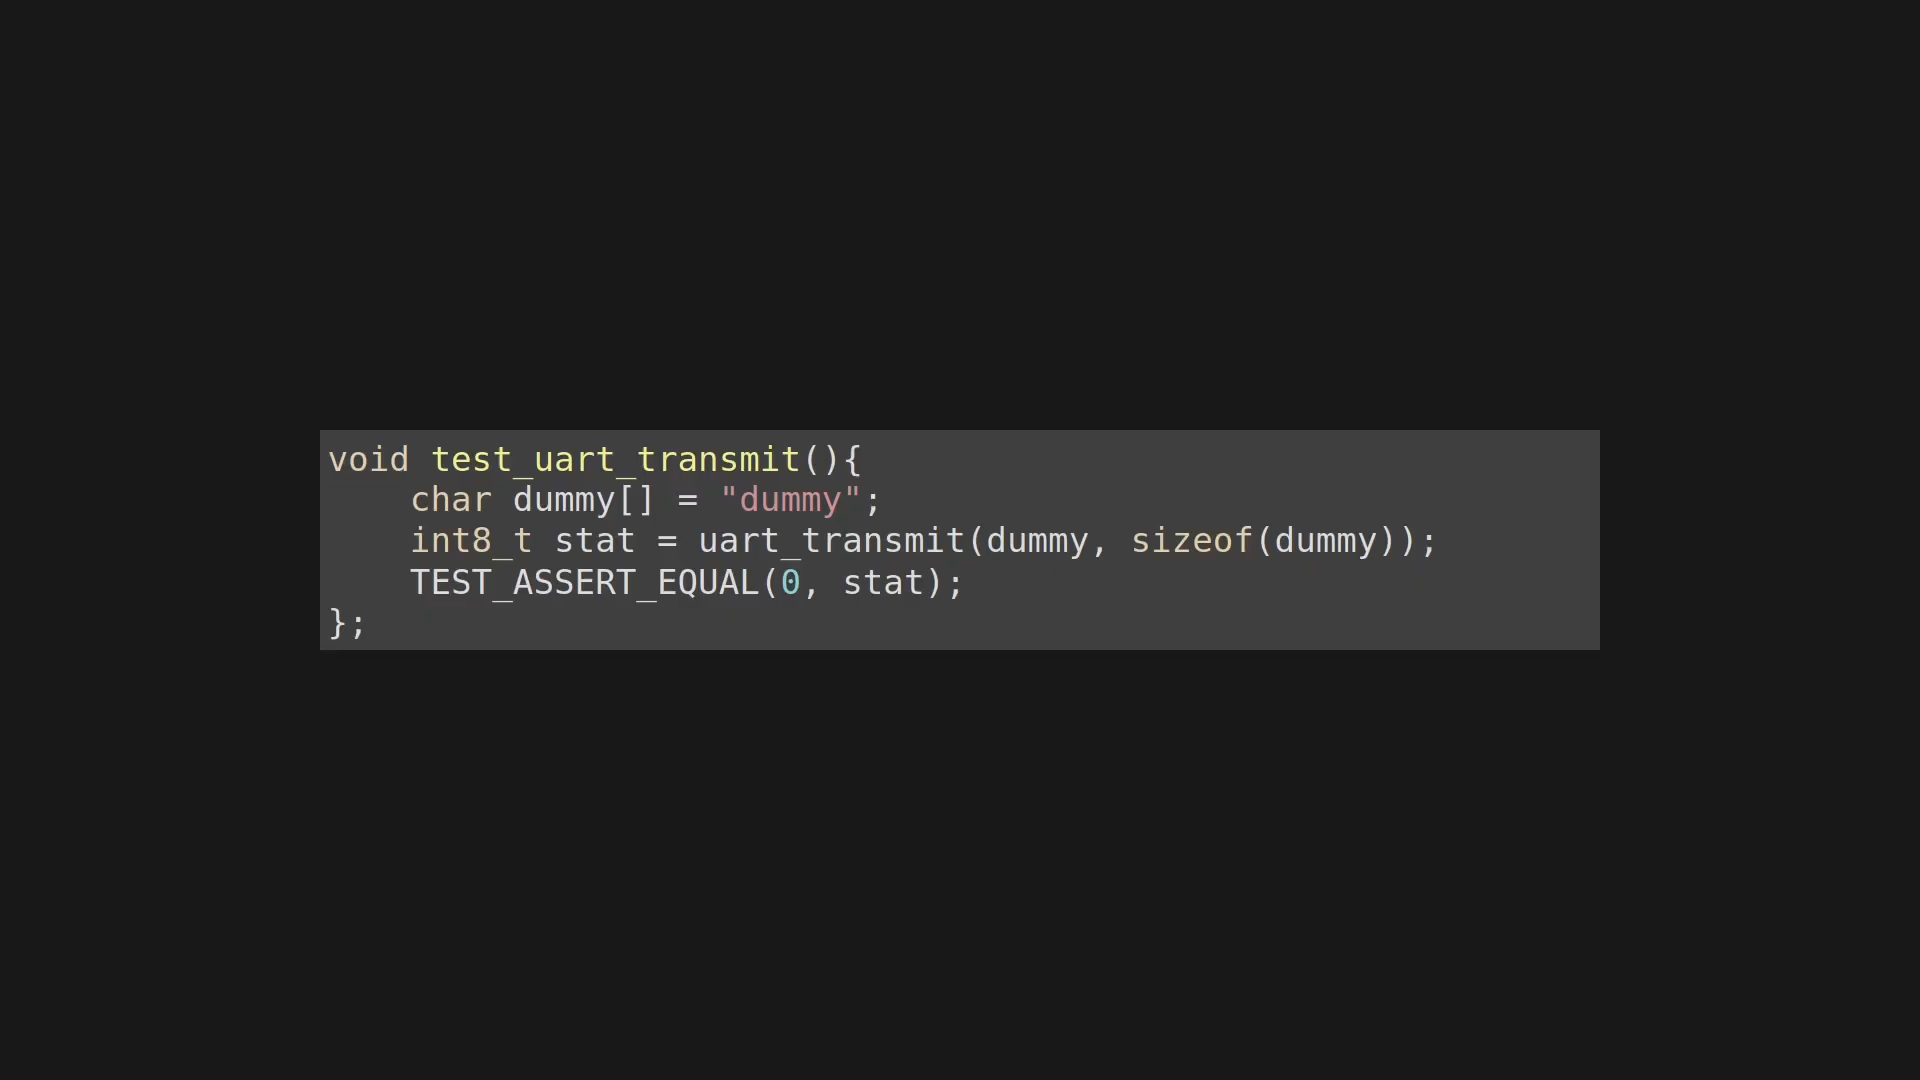 void test_uart_transmit(){
    char dummy[] = "dummy";
    int8_t stat = uart_transmit(dummy, sizeof(dummy));
    TEST_ASSERT_EQUAL(0, stat);
};